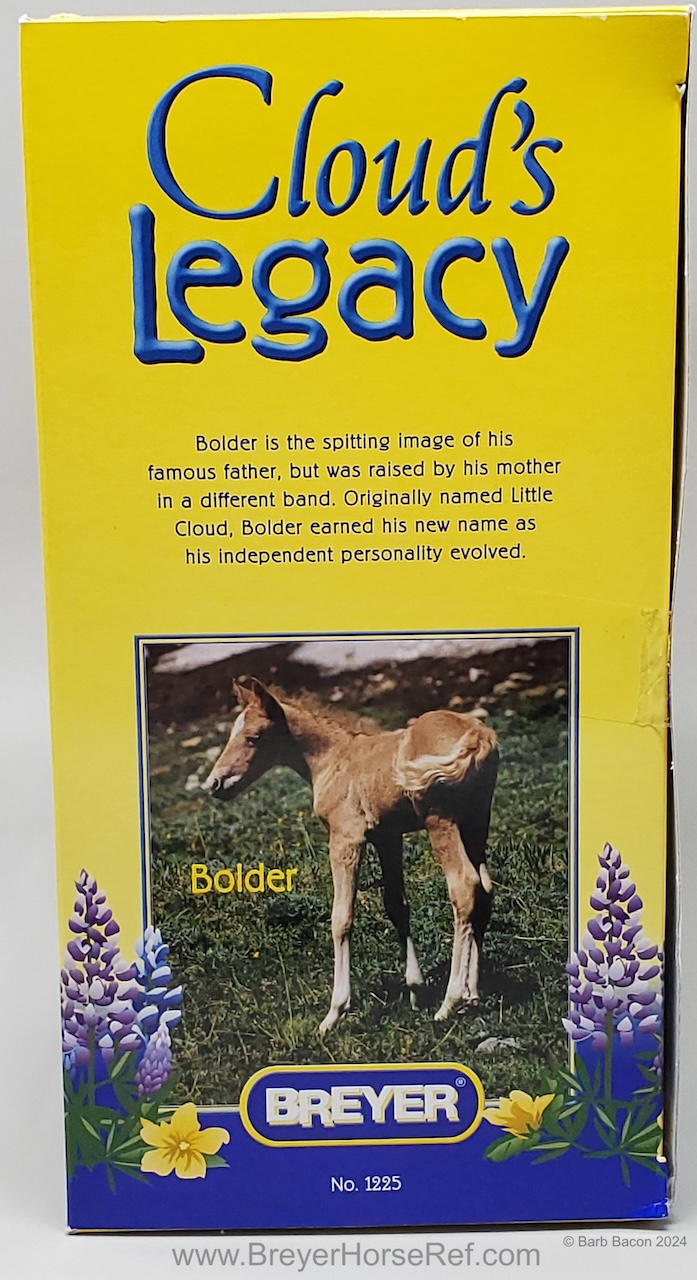 Cloud's
Legacy
Bolder is the spitting image of his
famous father, but was raised by his mother
in a different band. Originally named Little
Cloud, Bolder earned his new name as
his independent personality evolved.
Bolder
BREYER®
No. 1225
© Barb Bacon 2024
www.BreyerHorseRef.com